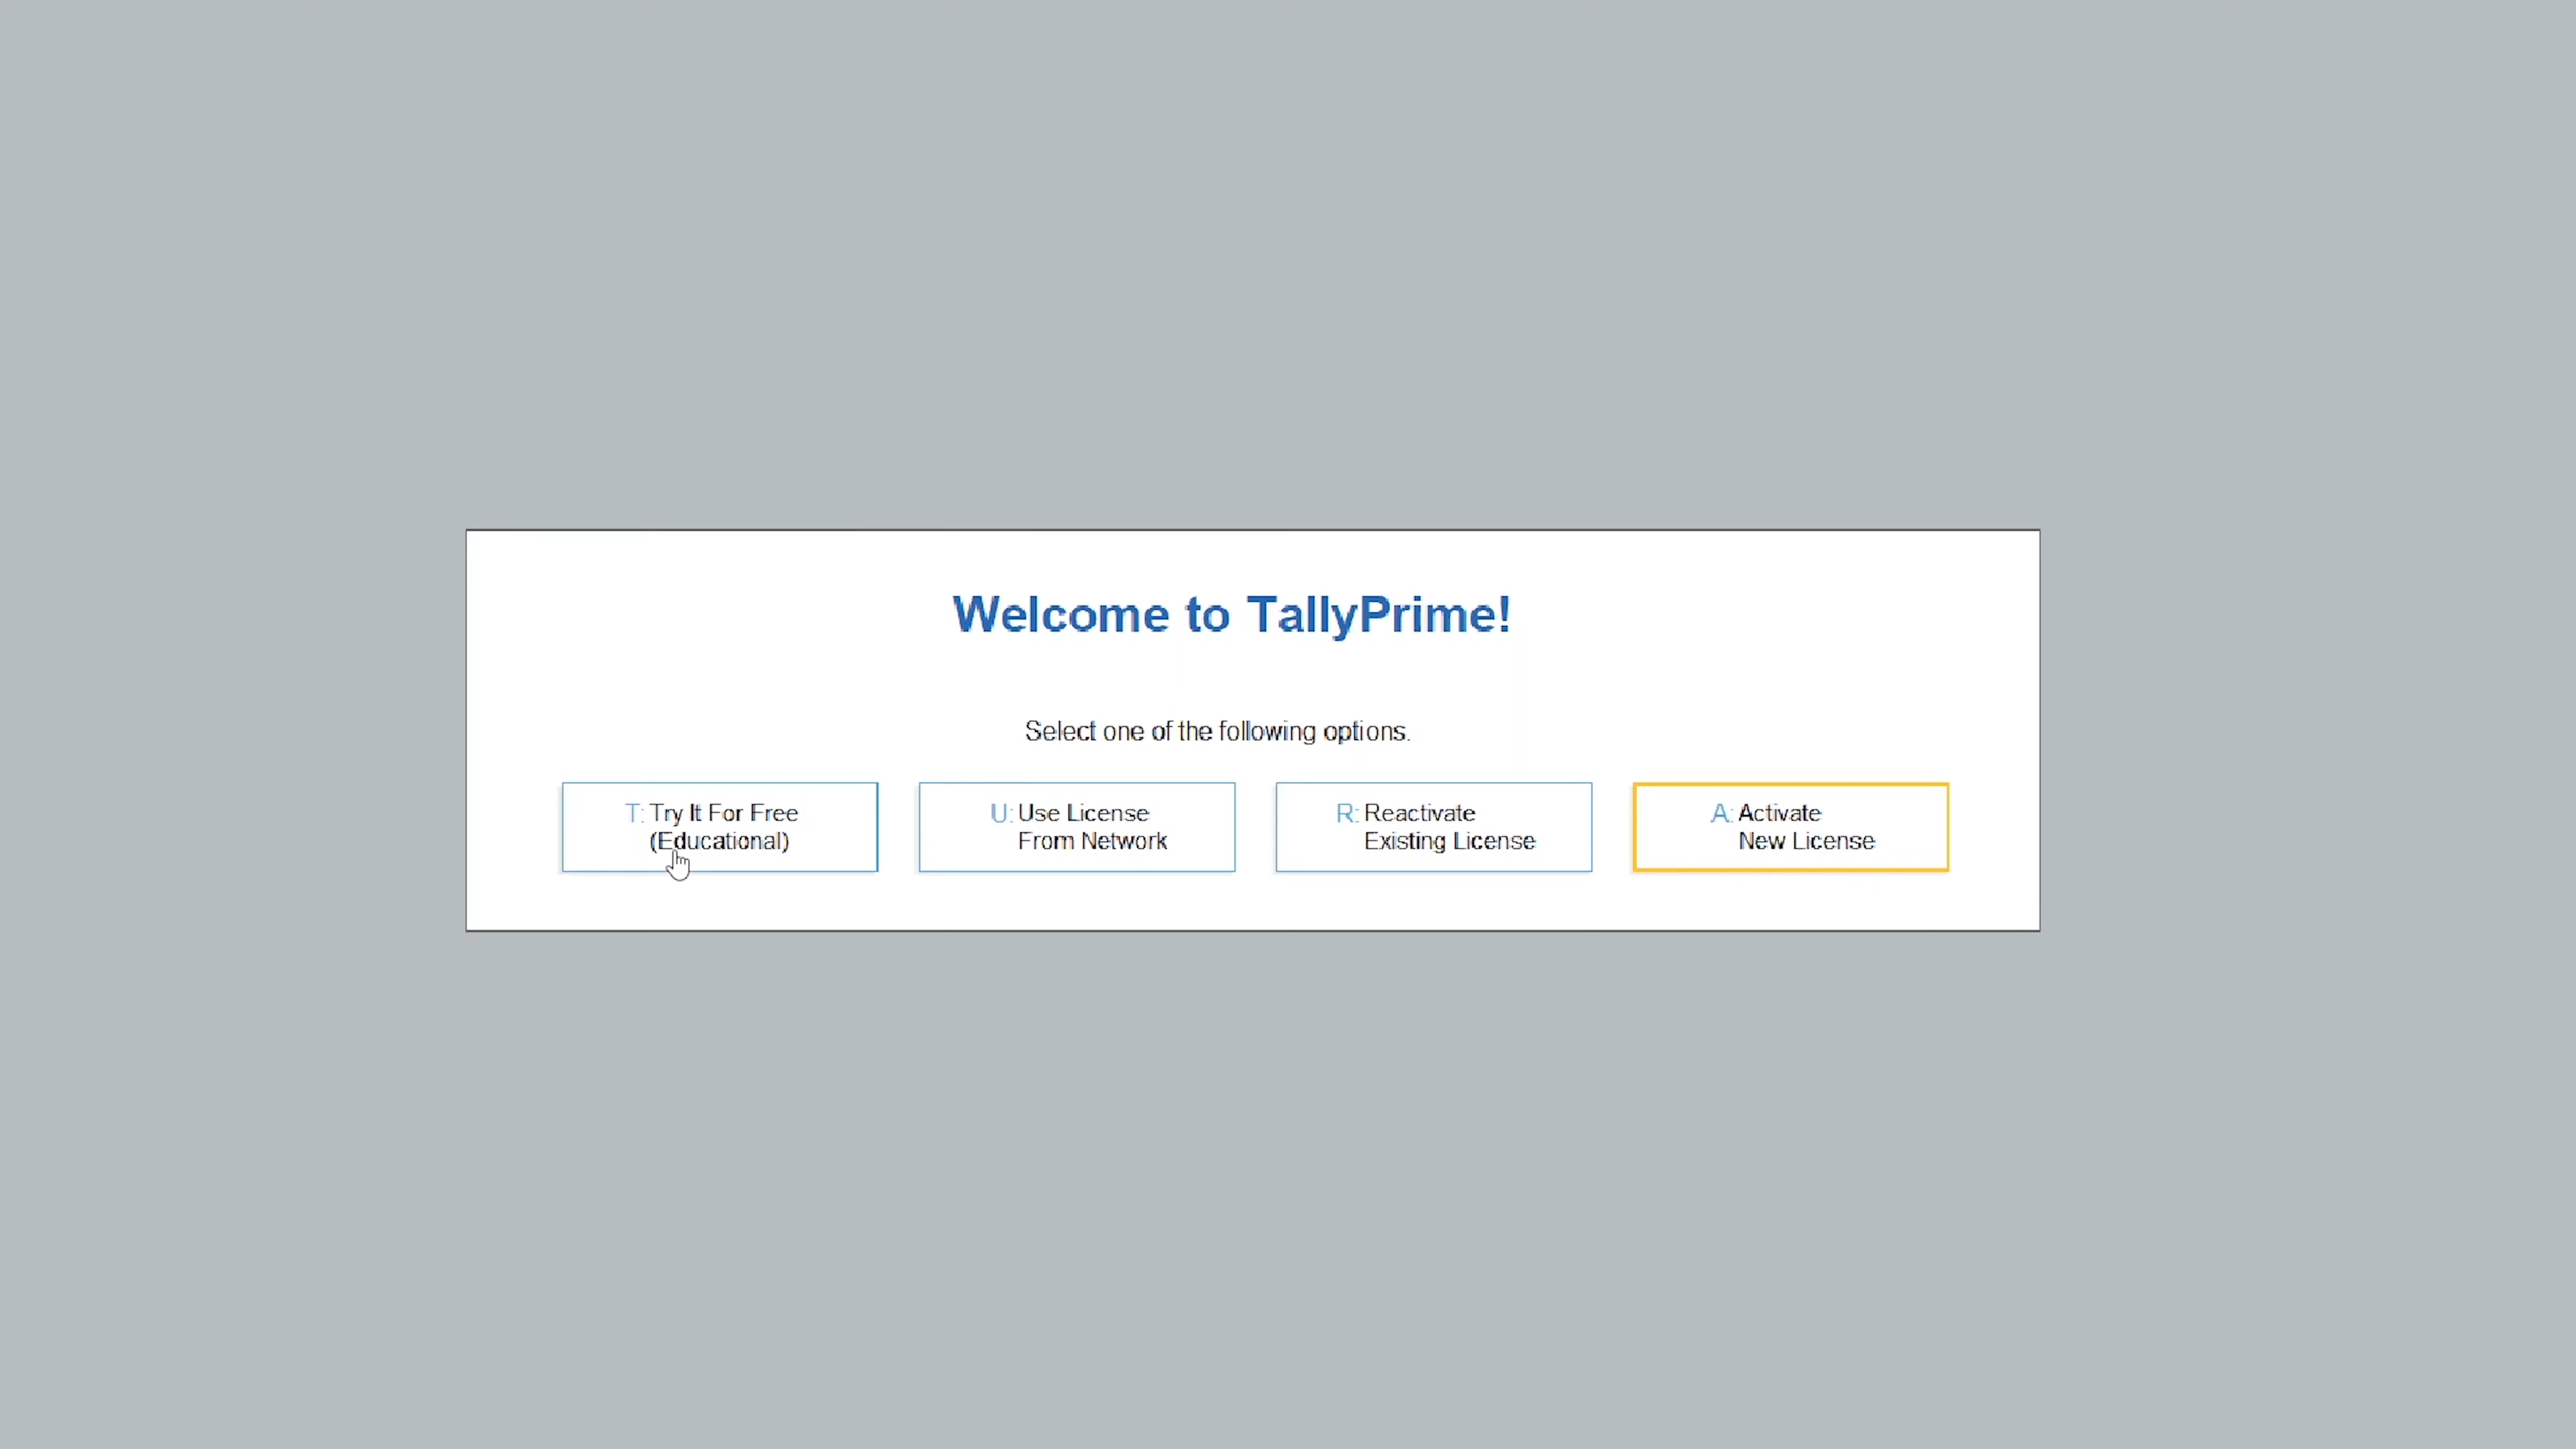 Welcome to TallyPrime!
Select one of the following options.
T: Try It For Free
(Educational)
U: Use License
From Network
R: Reactivate
Existing License
A: Activate
New License